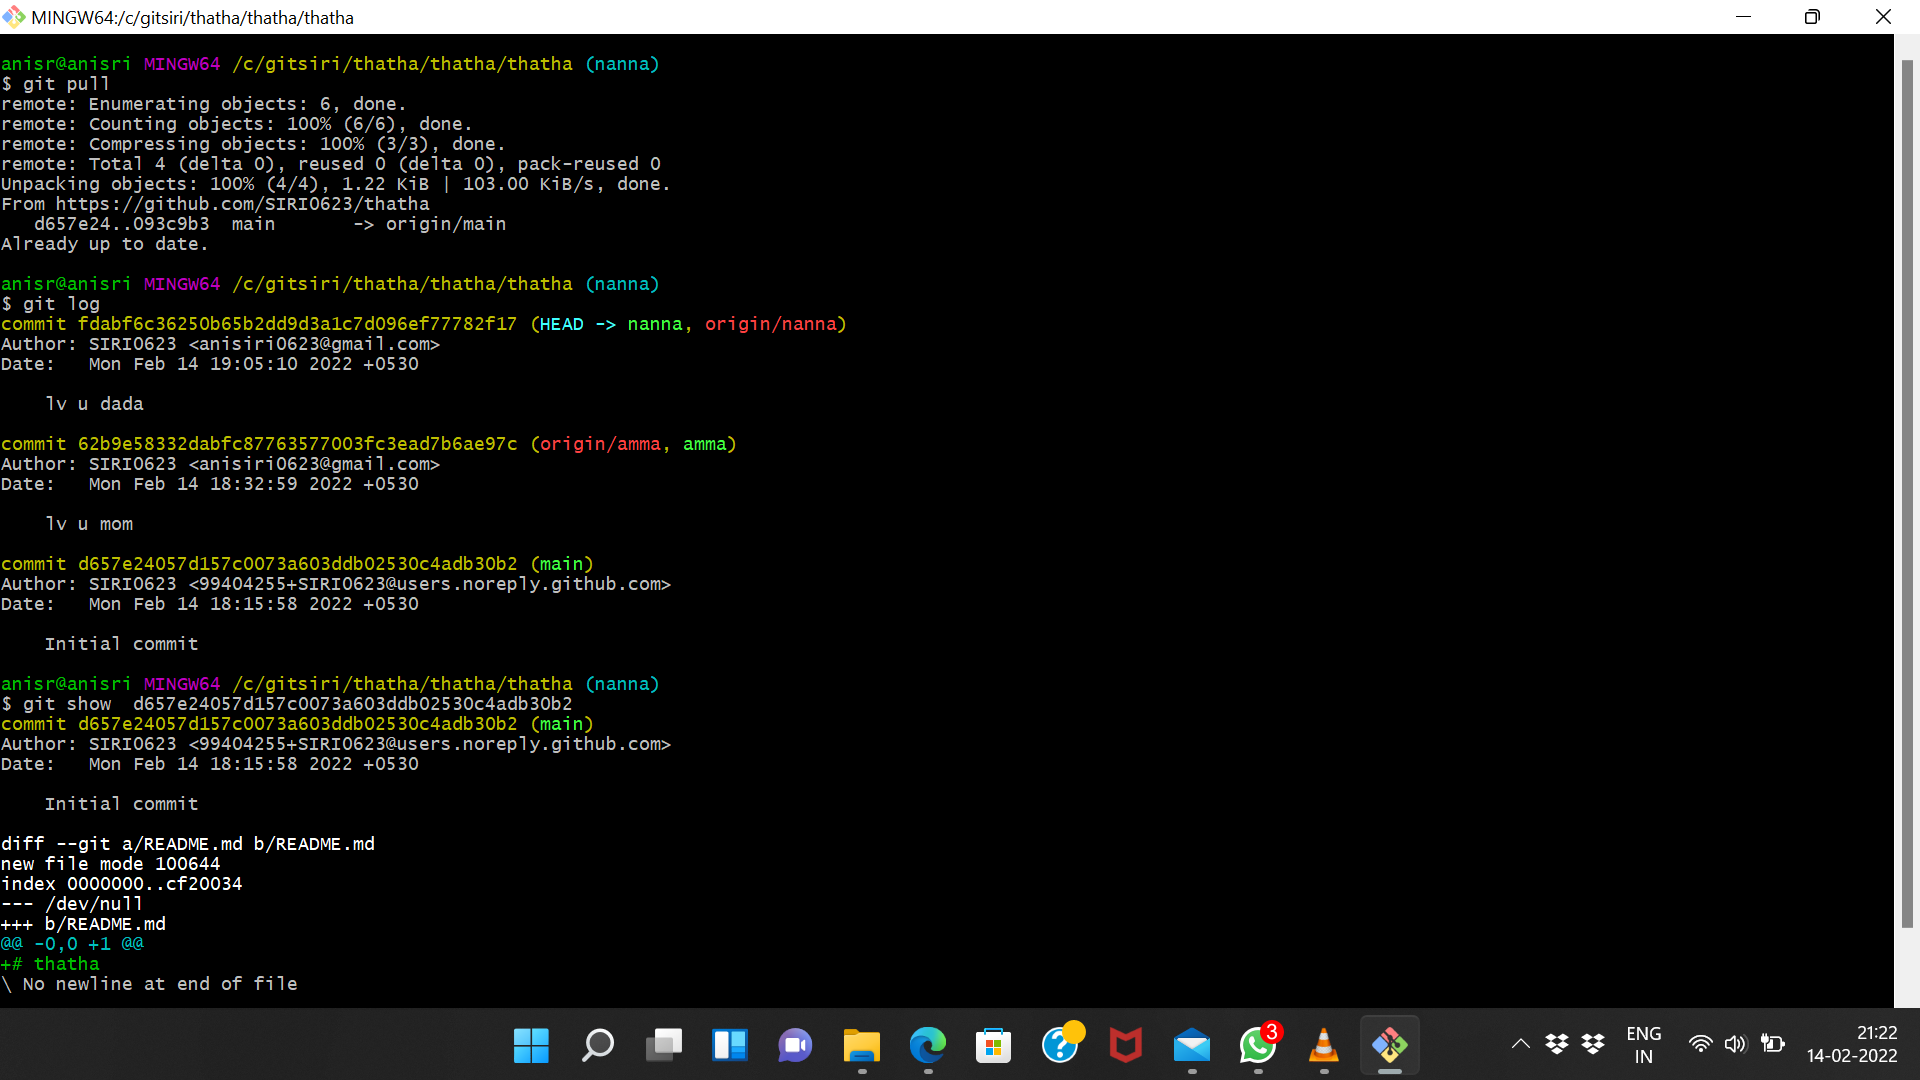 MINGW64:/c/gitsiri/thatha/thatha/thatha
anisr@anisri MINGW64 /c/gitsiri/thatha/thatha/thatha (nanna)
$ git pull
remote: Enumerating objects: 6, done.
remote: Counting objects: 100% (6/6), done.
remote: Compressing objects: 100% (3/3), done.
remote: Total 4 (delta 0), reused 0 (delta 0), pack-reused 0
Unpacking objects: 100% (4/4), 1.22 KiB | 103.00 KiB/s, done.
From https://github.com/SIRI0623/thatha
   d657e24..093c9b3  main       -> origin/main
Already up to date.
anisr@anisri MINGW64 /c/gitsiri/thatha/thatha/thatha (nanna)
$ git log
commit fdabf6c36250b65b2dd9d3a1c7d096ef77782f17 (HEAD -> nanna, origin/nanna)
Author: SIRI0623 <anisiri0623@gmail.com>
Date:   Mon Feb 14 19:05:10 2022 +0530
    lv u dada
commit 62b9e58332dabfc87763577003fc3ead7b6ae97c (origin/amma, amma)
Author: SIRI0623 <anisiri0623@gmail.com>
Date:   Mon Feb 14 18:32:59 2022 +0530
    lv u mom
commit d657e24057d157c0073a603ddb02530c4adb30b2 (main)
Author: SIRI0623 <99404255+SIRI0623@users.noreply.github.com>
Date:   Mon Feb 14 18:15:58 2022 +0530
    Initial commit
anisr@anisri MINGW64 /c/gitsiri/thatha/thatha/thatha (nanna)
$ git show  d657e24057d157c0073a603ddb02530c4adb30b2
commit d657e24057d157c0073a603ddb02530c4adb30b2 (main)
Author: SIRI0623 <99404255+SIRI0623@users.noreply.github.com>
Date:   Mon Feb 14 18:15:58 2022 +0530
    Initial commit
diff --git a/README.md b/README.md
new file mode 100644
index 0000000..cf20034
--- /dev/null
+++ b/README.md
@@ -0,0 +1 @@
+# thatha
\ No newline at end of file
3
ENG
IN
21:22
14-02-2022